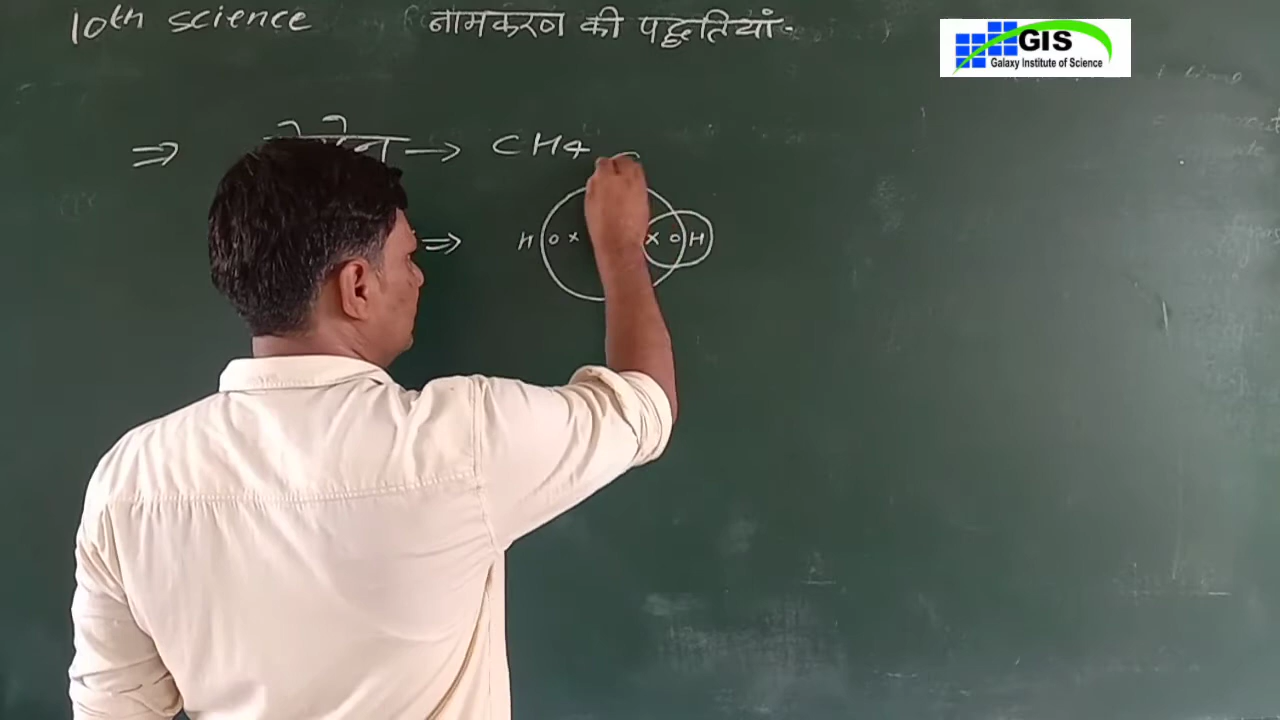 10th science नामकरण की पद्धतियां-
GIS
Galaxy Institute of Science
⇒ → CH4
⇒ H O X X O H